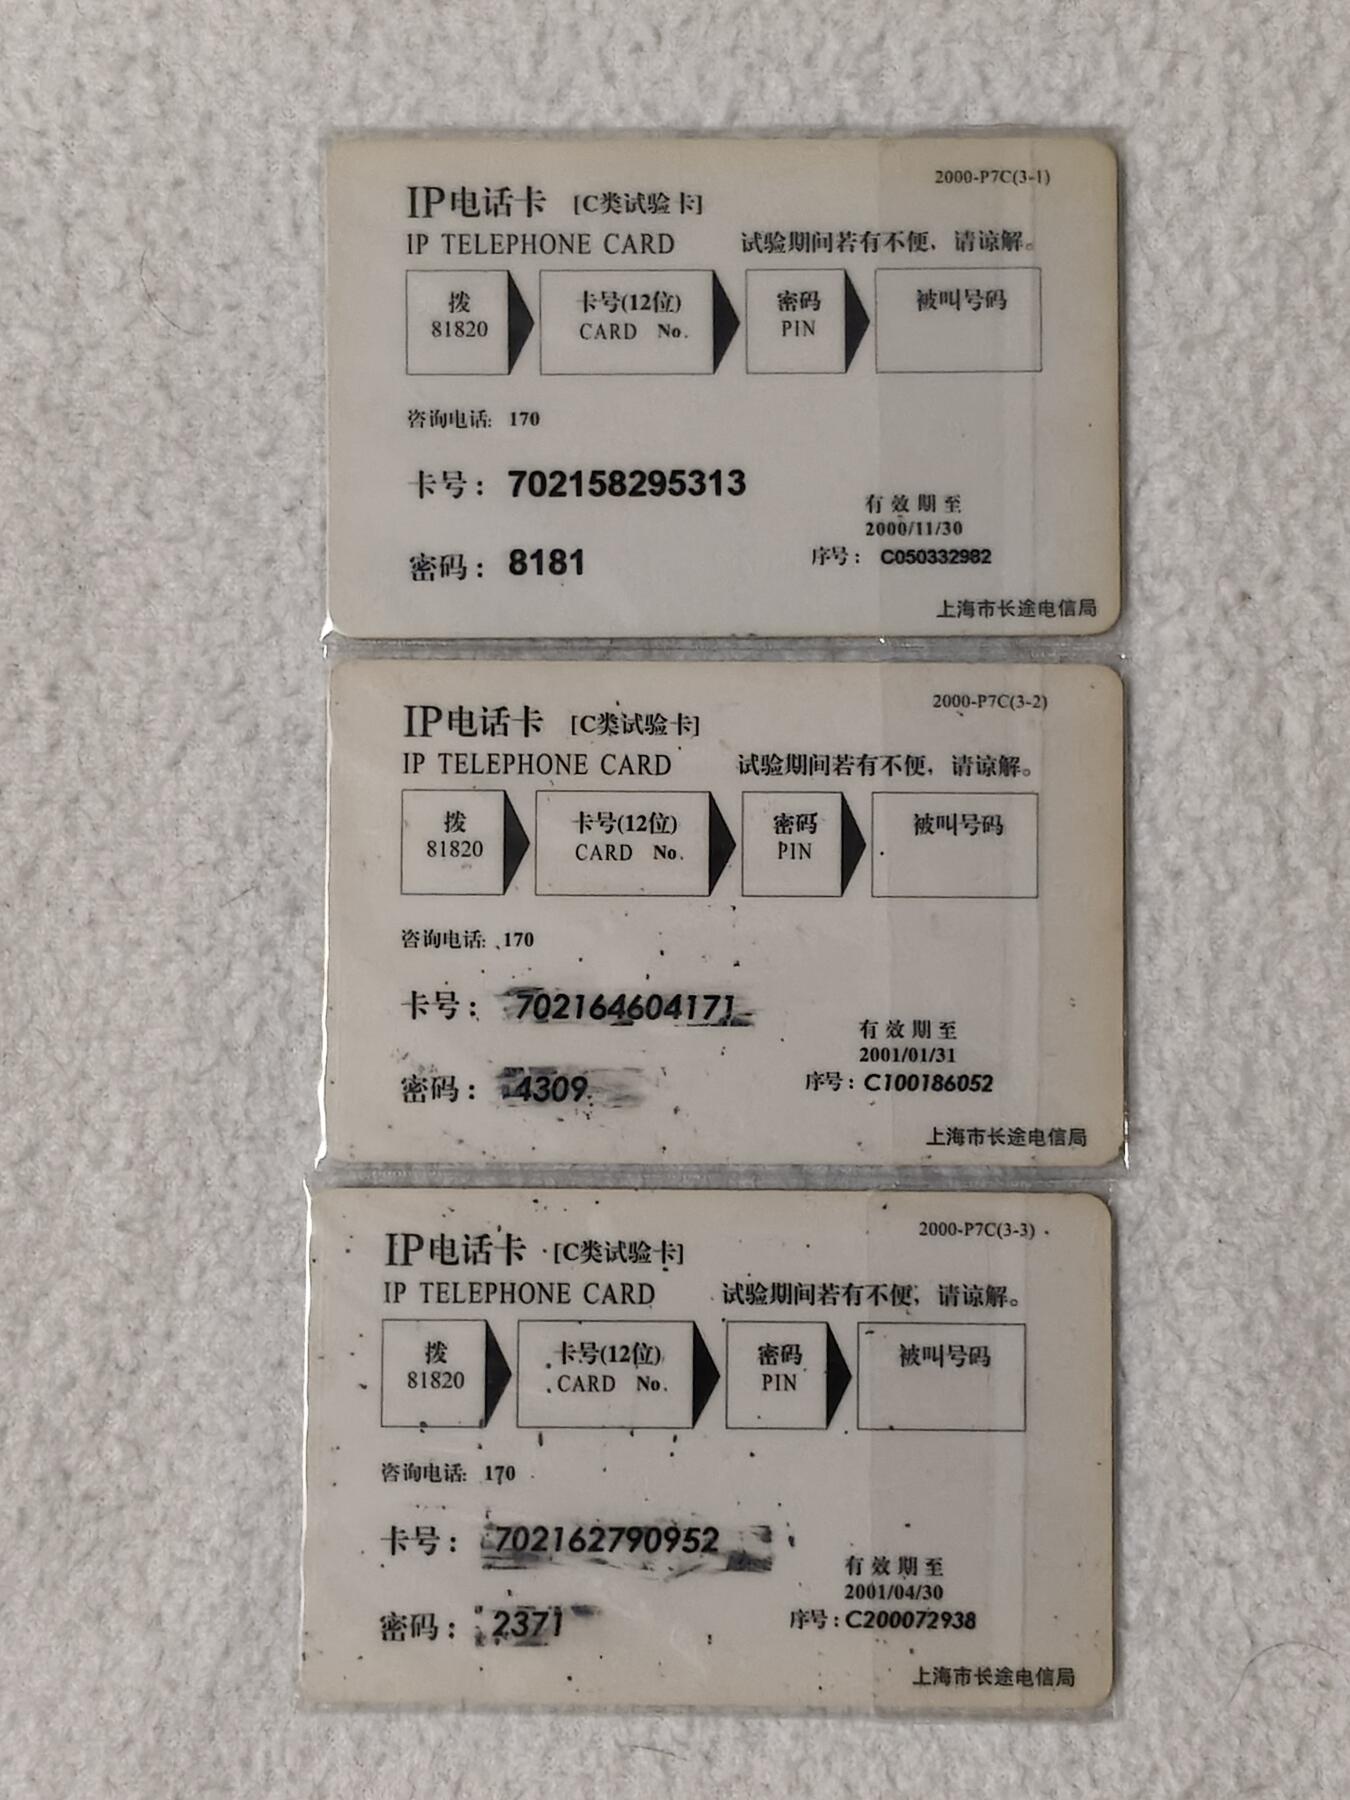 2000-P7C(3-1)
IP电话卡 [C类试验卡]
IP TELEPHONE CARD 试验期间若有不便，请谅解。
拨 卡号(12位) 密码 被叫号码
81820 CARD No. PIN
咨询电话: 170
卡号： 702158295313
有效期至
2000/11/30
密码： 8181 序号： C050332982
上海市长途电信局
2000-P7C(3-2)
IP电话卡 [C类试验卡]
IP TELEPHONE CARD 试验期间若有不便，请谅解。
拨 卡号(12位) 密码 被叫号码
81820 CARD No. PIN
咨询电话: 170
卡号： 702164604171
有效期至
2001/01/31
密码： 4309 序号：C100186052
上海市长途电信局
2000-P7C(3-3)
IP电话卡 [C类试验卡]
IP TELEPHONE CARD 试验期间若有不便，请谅解。
拨 卡号(12位) 密码 被叫号码
81820 CARD No. PIN
咨询电话: 170
卡号： 702162790952
有效期至
2001/04/30
密码： 2371 序号：C200072938
上海市长途电信局